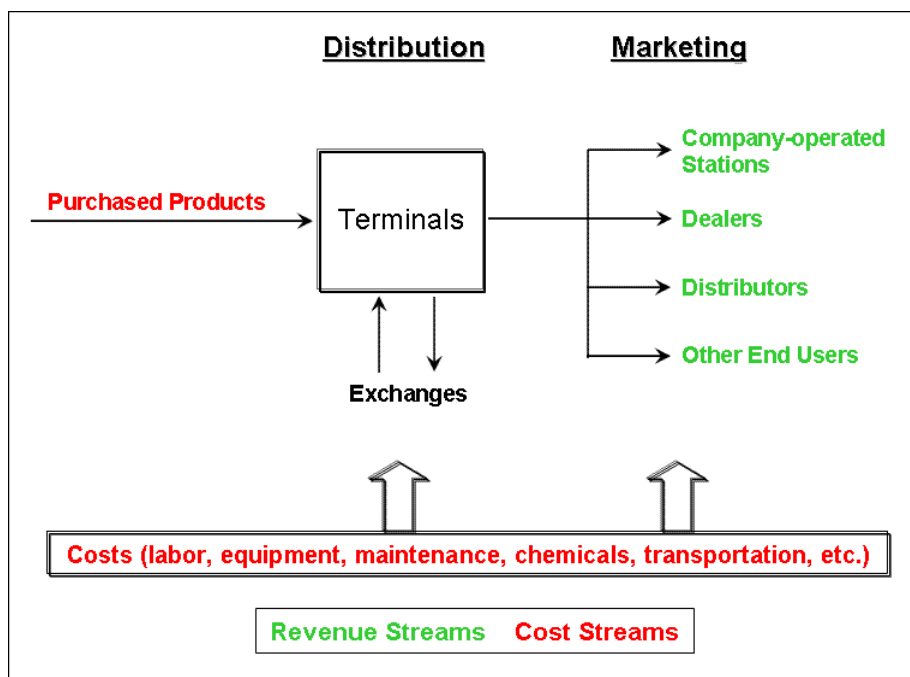 Distribution
Marketing
Company-operated
Stations
Purchased Products
Terminals
Dealers
Distributors
Other End Users
Exchanges
Costs (labor, equipment, maintenance, chemicals, transportation, etc.)
Revenue Streams Cost Streams